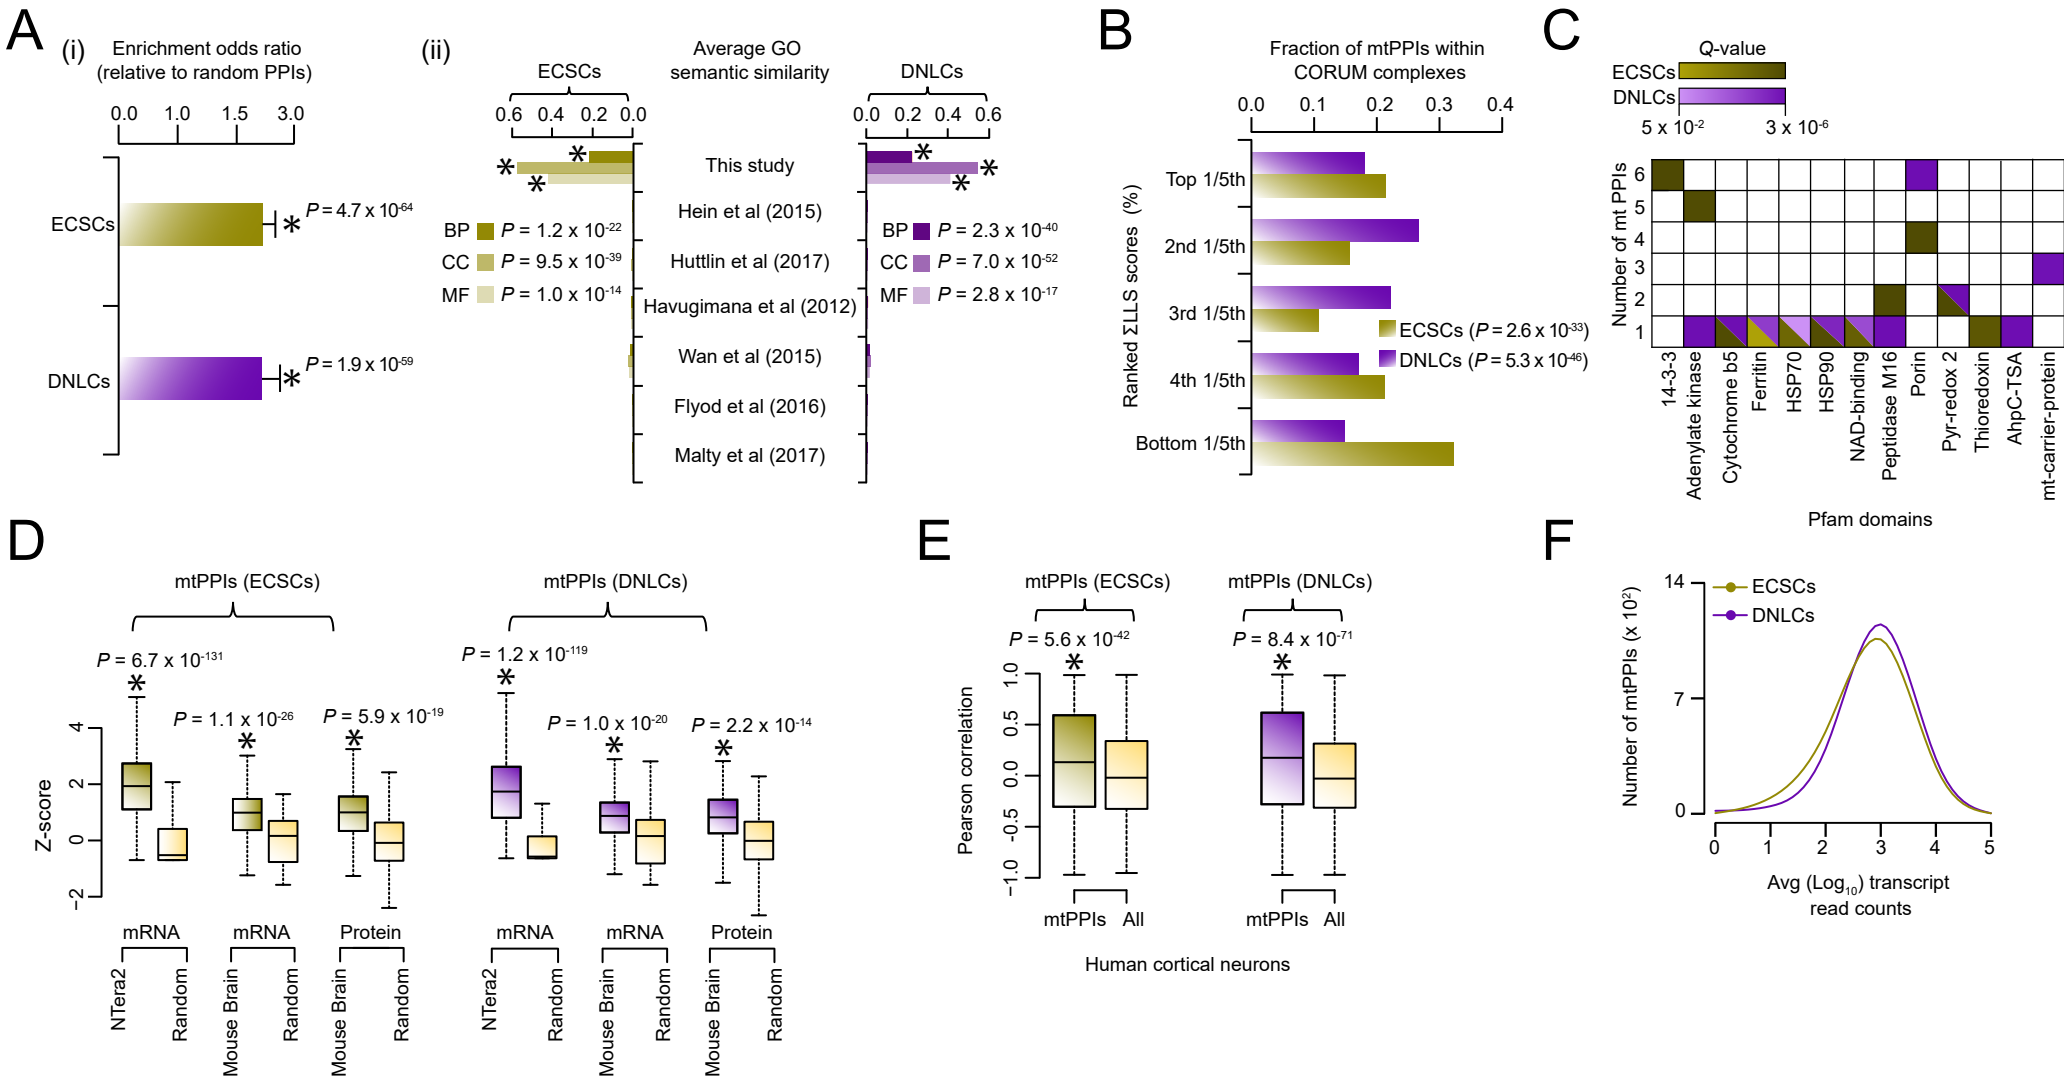 A
(i)
Enrichment odds ratio
(relative to random PPIs)
0.0 1.0 1.5 3.0
ECSCs
P = 4.7 x 10-64
*
DNLCs
P = 1.9 x 10-59
*
(ii)
Average GO
semantic similarity
ECSCs
DNLCs
0.6 0.4 0.2 0.0
0.0 0.2 0.4 0.6
This study
Hein et al (2015)
Huttlin et al (2017)
Havugimana et al (2012)
Wan et al (2015)
Flyod et al (2016)
Malty et al (2017)
* * *
BP P = 1.2 x 10-22
CC P = 9.5 x 10-39
MF P = 1.0 x 10-14
* * *
BP P = 2.3 x 10-40
CC P = 7.0 x 10-52
MF P = 2.8 x 10-17
B
Fraction of mtPPIs within
CORUM complexes
0.0 0.1 0.2 0.3 0.4
Ranked ΣLLS scores (%)
Top 1/5th
2nd 1/5th
3rd 1/5th
4th 1/5th
Bottom 1/5th
ECSCs (P = 2.6 x 10-33)
DNLCs (P = 5.3 x 10-46)
C
Q-value
ECSCs
DNLCs
5 x 10-2 3 x 10-6
Number of mt PPIs
6
5
4
3
2
1
14-3-3
Adenylate kinase
Cytochrome b5
Ferritin
HSP70
HSP90
NAD-binding
Peptidase M16
Porin
Pyr-redox 2
Thioredoxin
AhpC-TSA
mt-carrier-protein
Pfam domains
D
mtPPIs (ECSCs)
mtPPIs (DNLCs)
P = 6.7 x 10-131
*
P = 1.1 x 10-26
*
P = 5.9 x 10-19
*
P = 1.2 x 10-119
*
P = 1.0 x 10-20
*
P = 2.2 x 10-14
*
Z-score
4
2
0
−2
mRNA mRNA Protein mRNA mRNA Protein
NTera2
Random
Mouse Brain
Random
Mouse Brain
Random
NTera2
Random
Mouse Brain
Random
Mouse Brain
Random
E
mtPPIs (ECSCs)
mtPPIs (DNLCs)
P = 5.6 x 10-42
*
P = 8.4 x 10-71
*
Pearson correlation
1.0
0.5
0.0
−0.5
−1.0
mtPPIs All
mtPPIs All
Human cortical neurons
F
Number of mtPPIs (x 102)
14
7
0
ECSCs
DNLCs
0 1 2 3 4 5
Avg (Log10) transcript
read counts